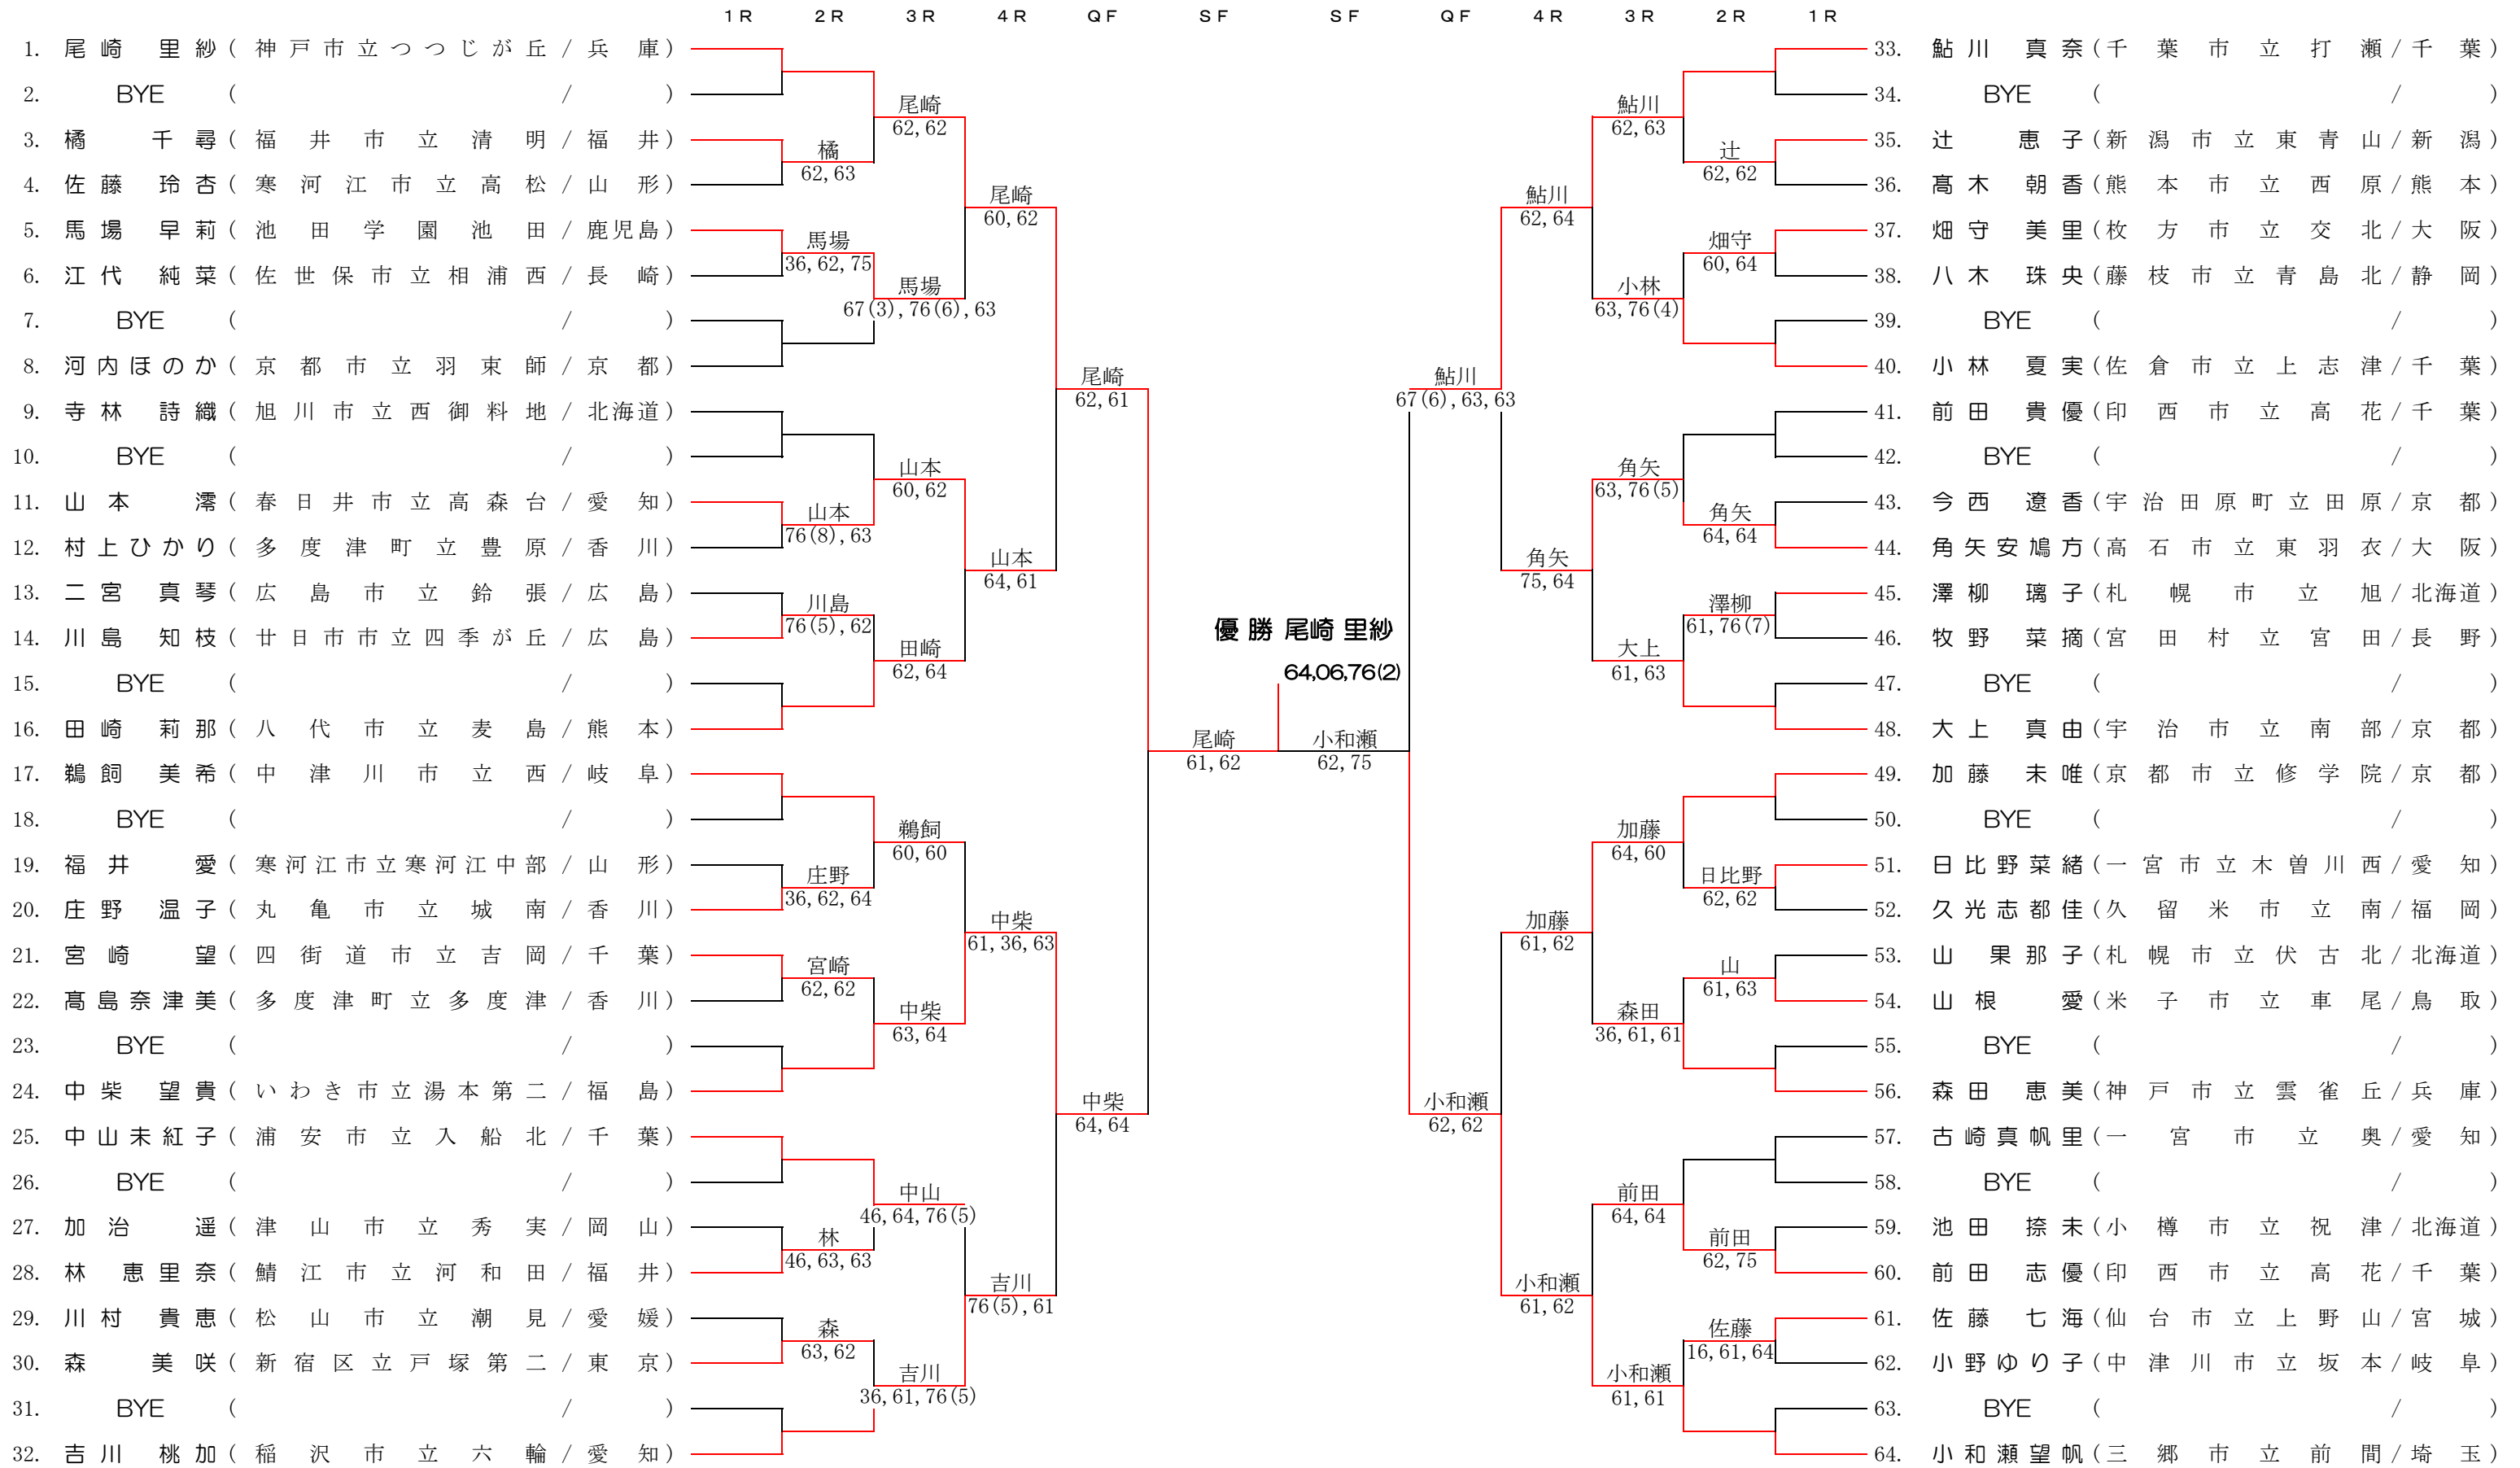 1R 2R 3R 4R QF SF SF QF 4R 3R 2R 1R
1. 尾崎 里紗 (神戸市立つつじが丘/兵庫)
2. BYE ( / )
3. 橘 千尋 (福井市立清明/福井)
4. 佐藤 玲杏 (寒河江市立高松/山形)
5. 馬場 早莉 (池田学園池田/鹿児島)
6. 江代 純菜 (佐世保市立相浦西/長崎)
7. BYE ( / )
8. 河内ほのか (京都市立羽束師/京都)
9. 寺林 詩織 (旭川市立西御料地/北海道)
10. BYE ( / )
11. 山本 澪 (春日井市立高森台/愛知)
12. 村上ひかり (多度津町立豊原/香川)
13. 二宮 真琴 (広島市立鈴張/広島)
14. 川島 知枝 (廿日市市立四季が丘/広島)
15. BYE ( / )
16. 田崎 莉那 (八代市立麦島/熊本)
17. 鵜飼 美希 (中津川市立西/岐阜)
18. BYE ( / )
19. 福井 愛 (寒河江市立寒河江中部/山形)
20. 庄野 温子 (丸亀市立城南/香川)
21. 宮崎 望 (四街道市立吉岡/千葉)
22. 髙島奈津美 (多度津町立多度津/香川)
23. BYE ( / )
24. 中柴 望貴 (いわき市立湯本第二/福島)
25. 中山未紅子 (浦安市立入船北/千葉)
26. BYE ( / )
27. 加治 遥 (津山市立秀実/岡山)
28. 林 恵里奈 (鯖江市立河和田/福井)
29. 川村 貴恵 (松山市立潮見/愛媛)
30. 森 美咲 (新宿区立戸塚第二/東京)
31. BYE ( / )
32. 吉川 桃加 (稲沢市立六輪/愛知)
橘
62,63
馬場
36,62,75
山本
76(8),63
川島
76(5),62
庄野
36,62,64
宮崎
62,62
林
46,63,63
森
63,62
尾崎
62,62
馬場
67(3),76(6),63
山本
60,62
田崎
62,64
鵜飼
60,60
中柴
63,64
中山
46,64,76(5)
吉川
36,61,76(5)
尾崎
60,62
山本
64,61
中柴
61,36,63
吉川
76(5),61
尾崎
62,61
中柴
64,64
尾崎
61,62
優勝 尾崎 里紗
64,06,76(2)
小和瀬
62,75
鮎川
67(6),63,63
小和瀬
62,62
鮎川
62,64
角矢
75,64
加藤
61,62
小和瀬
61,62
鮎川
62,63
小林
63,76(4)
角矢
63,76(5)
大上
61,63
加藤
64,60
森田
36,61,61
前田
64,64
小和瀬
61,61
辻
62,62
畑守
60,64
角矢
64,64
澤柳
61,76(7)
日比野
62,62
山
61,63
前田
62,75
佐藤
16,61,64
33. 鮎川 真奈 (千葉市立打瀬/千葉)
34. BYE ( / )
35. 辻 恵子 (新潟市立東青山/新潟)
36. 髙木 朝香 (熊本市立西原/熊本)
37. 畑守 美里 (枚方市立交北/大阪)
38. 八木 珠央 (藤枝市立青島北/静岡)
39. BYE ( / )
40. 小林 夏実 (佐倉市立上志津/千葉)
41. 前田 貴優 (印西市立高花/千葉)
42. BYE ( / )
43. 今西 遼香 (宇治田原町立田原/京都)
44. 角矢安鳩方 (高石市立東羽衣/大阪)
45. 澤柳 璃子 (札幌市立旭/北海道)
46. 牧野 菜摘 (宮田村立宮田/長野)
47. BYE ( / )
48. 大上 真由 (宇治市立南部/京都)
49. 加藤 未唯 (京都市立修学院/京都)
50. BYE ( / )
51. 日比野菜緒 (一宮市立木曽川西/愛知)
52. 久光志都佳 (久留米市立南/福岡)
53. 山 果那子 (札幌市立伏古北/北海道)
54. 山根 愛 (米子市立車尾/鳥取)
55. BYE ( / )
56. 森田 恵美 (神戸市立雲雀丘/兵庫)
57. 古崎真帆里 (一宮市立奥/愛知)
58. BYE ( / )
59. 池田 捺未 (小樽市立祝津/北海道)
60. 前田 志優 (印西市立高花/千葉)
61. 佐藤 七海 (仙台市立上野山/宮城)
62. 小野ゆり子 (中津川市立坂本/岐阜)
63. BYE ( / )
64. 小和瀬望帆 (三郷市立前間/埼玉)